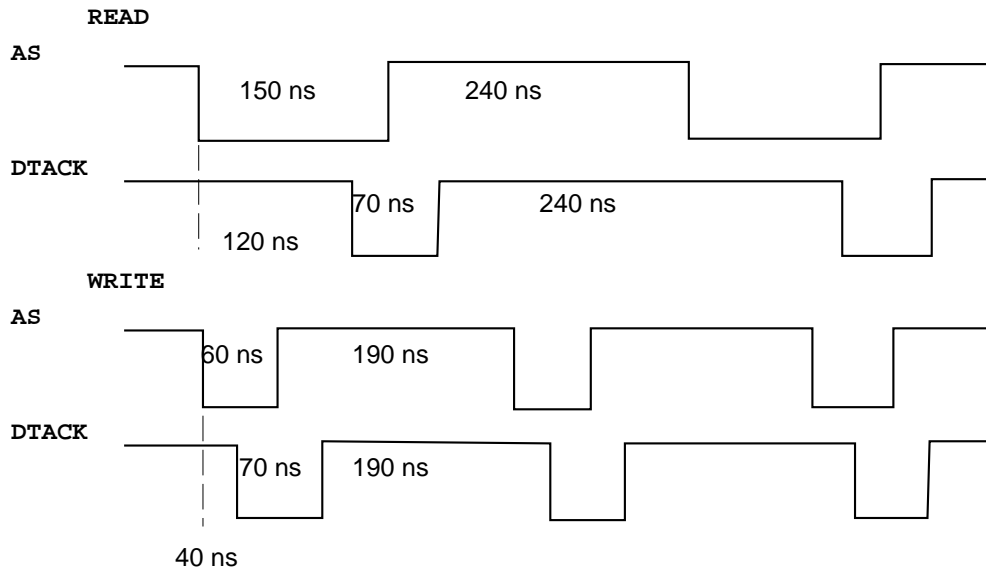 READ
AS
150 ns 240 ns
DTACK
70 ns 240 ns
120 ns
WRITE
AS
60 ns 190 ns
DTACK
70 ns 190 ns
40 ns